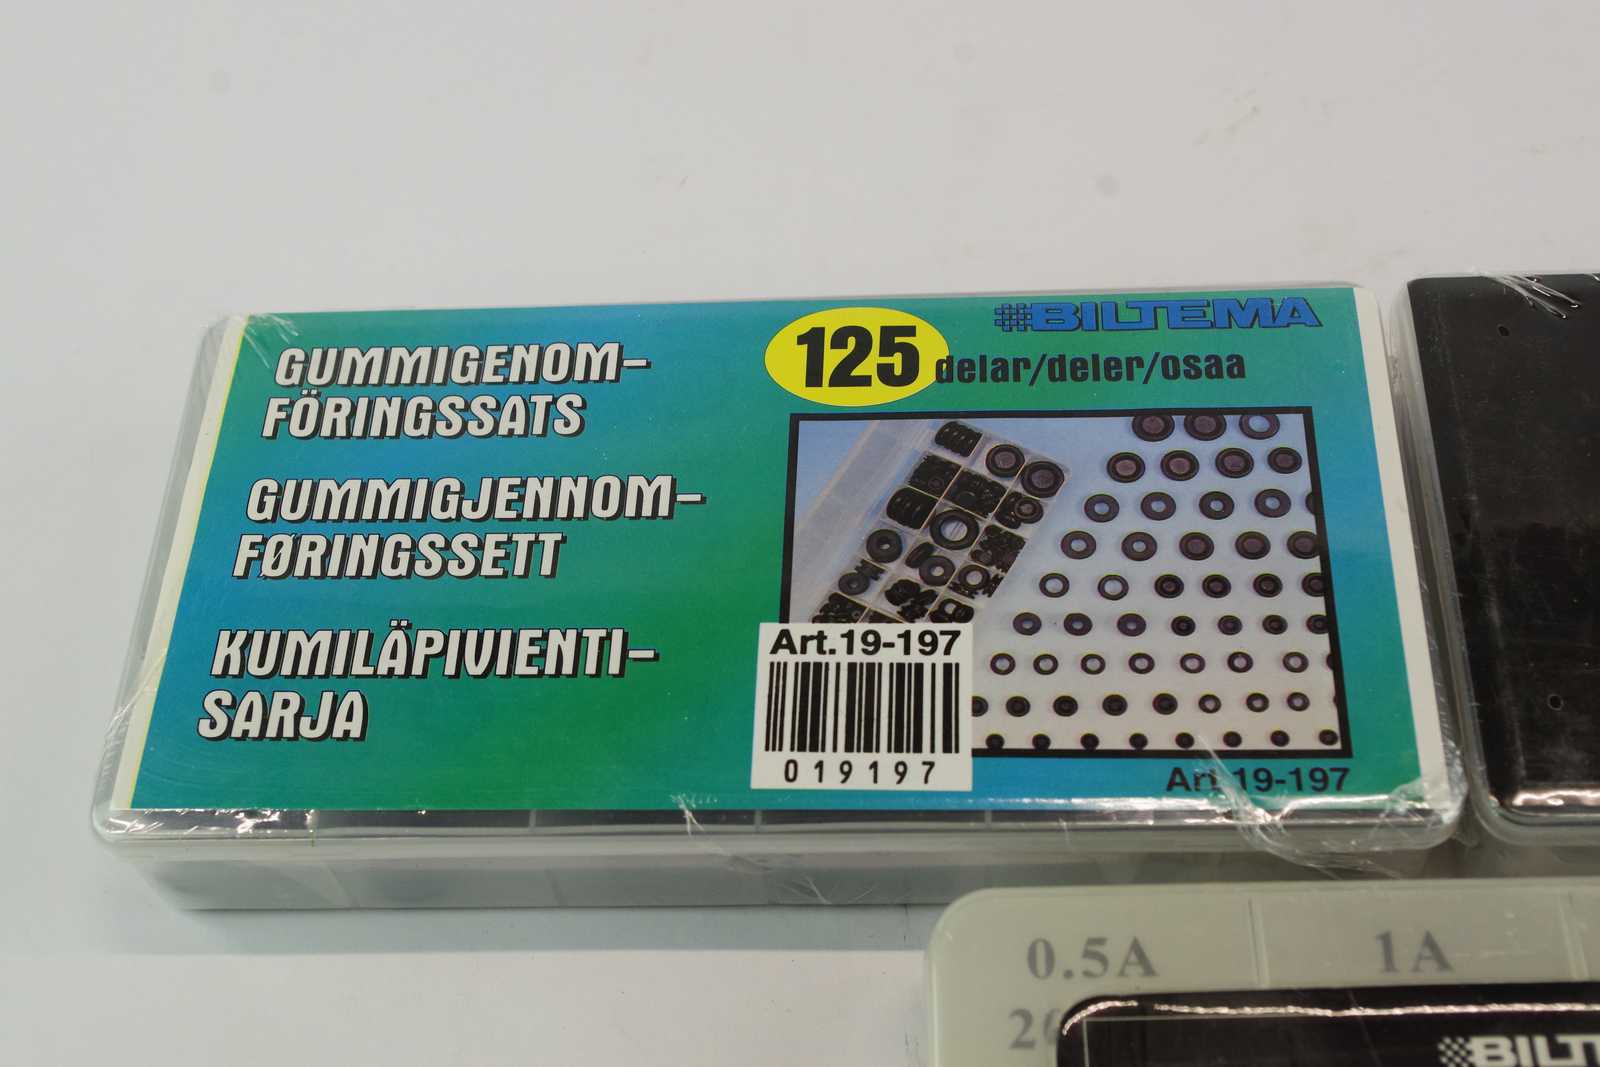 BILTEMA
125 delar/deler/osaa
GUMMIGENOM-
FÖRINGSSATS
GUMMIGJENNOM-
FØRINGSSETT
KUMILÄPIVIENTI-
SARJA
Art.19-197
019197
Art.19-197
0.5A
1A